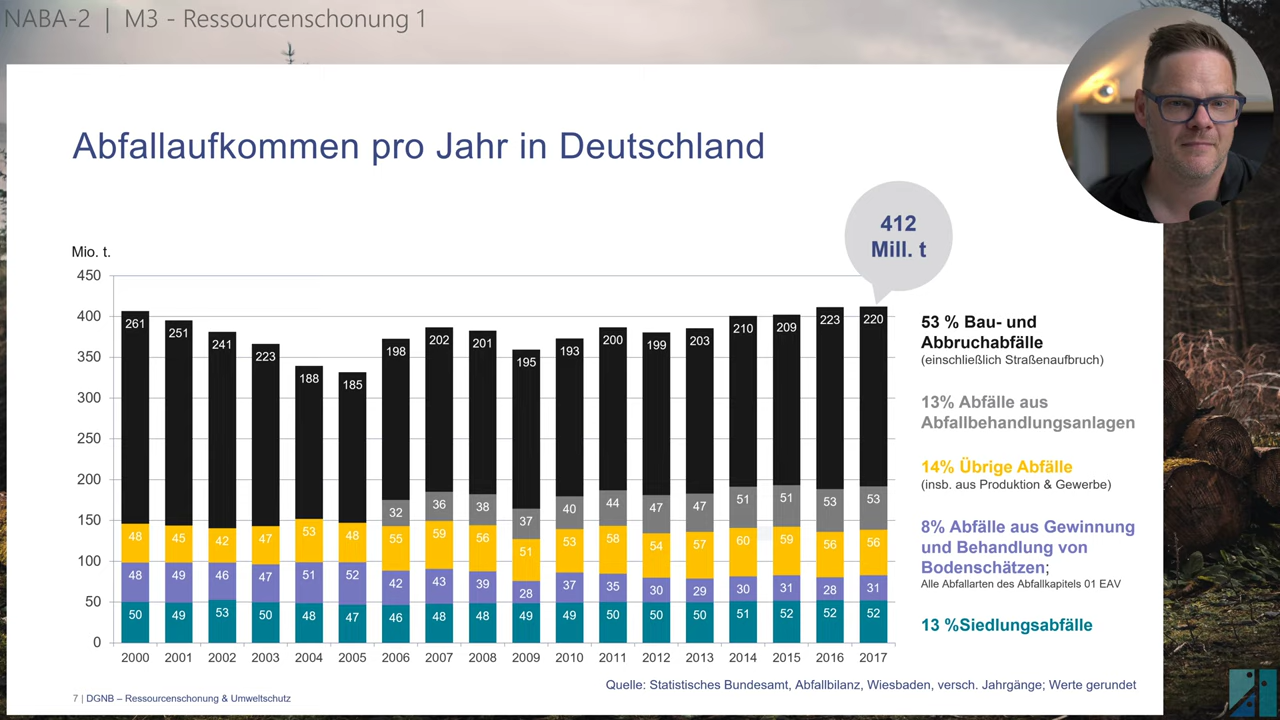 NABA-2 | M3 - Ressourcenschonung 1
Abfallaufkommen pro Jahr in Deutschland
412
Mill. t
Mio. t.
450
400
350
300
250
200
150
100
50
0
261 251 241 223 188 185 198 202 201 195 193 200 199 203 210 209 223 220
32 36 38 37 40 44 47 47 51 51 53 53
48 45 42 47 53 48 55 59 56 51 53 58 54 57 60 59 56 56
48 49 46 47 51 52 42 43 39 28 37 35 30 29 30 31 28 31
50 49 53 50 48 47 46 48 48 49 49 50 50 50 51 52 52 52
2000 2001 2002 2003 2004 2005 2006 2007 2008 2009 2010 2011 2012 2013 2014 2015 2016 2017
53 % Bau- und
Abbruchabfälle
(einschließlich Straßenaufbruch)
13% Abfälle aus
Abfallbehandlungsanlagen
14% Übrige Abfälle
(insb. aus Produktion & Gewerbe)
8% Abfälle aus Gewinnung
und Behandlung von
Bodenschätzen;
Alle Abfallarten des Abfallkapitels 01 EAV
13 %Siedlungsabfälle
Quelle: Statistisches Bundesamt, Abfallbilanz, Wiesbaden, versch. Jahrgänge; Werte gerundet
7 | DGNB – Ressourcenschonung & Umweltschutz